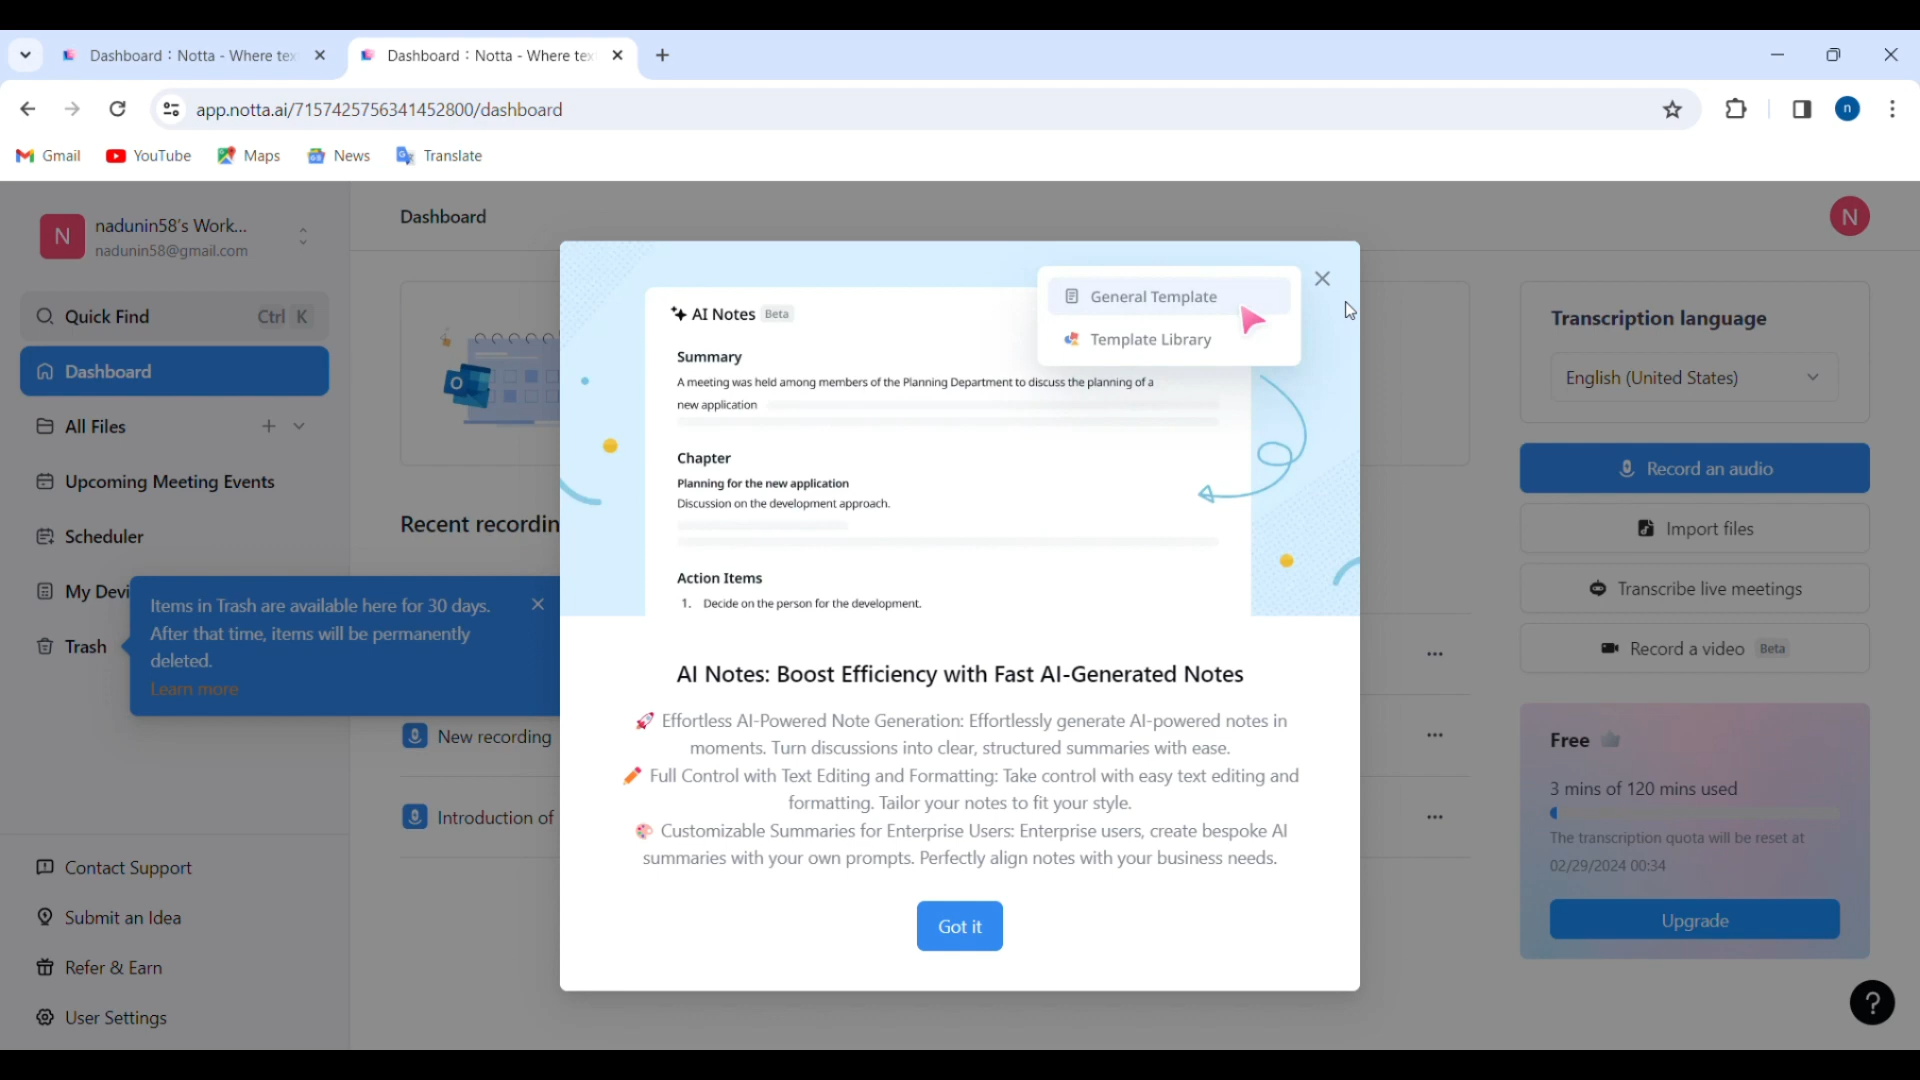 Dashboard : Notta - Where tex
Dashboard : Notta - Where tex
app.notta.ai/7157425756341452800/dashboard
n
Gmail
YouTube
Maps
News
Translate
N
nadunin58's Work...
nadunin58@gmail.com
Quick Find
Ctrl K
Dashboard
All Files
Upcoming Meeting Events
Scheduler
My Devi
Trash
Items in Trash are available here for 30 days.
After that time, items will be permanently
deleted.
Learn more
Contact Support
Submit an Idea
Refer & Earn
User Settings
Dashboard
N
Recent recordin
New recording
Introduction of
AI Notes Beta
General Template
Template Library
Summary
A meeting was held among members of the Planning Department to discuss the planning of a
new application
Chapter
Planning for the new application
Discussion on the development approach.
Action Items
1. Decide on the person for the development.
AI Notes: Boost Efficiency with Fast AI-Generated Notes
🚀 Effortless AI-Powered Note Generation: Effortlessly generate AI-powered notes in
moments. Turn discussions into clear, structured summaries with ease.
✏️ Full Control with Text Editing and Formatting: Take control with easy text editing and
formatting. Tailor your notes to fit your style.
🎨 Customizable Summaries for Enterprise Users: Enterprise users, create bespoke AI
summaries with your own prompts. Perfectly align notes with your business needs.
Got it
Transcription language
English (United States)
Record an audio
Import files
Transcribe live meetings
Record a video Beta
Free
3 mins of 120 mins used
The transcription quota will be reset at
02/29/2024 00:34
Upgrade
?